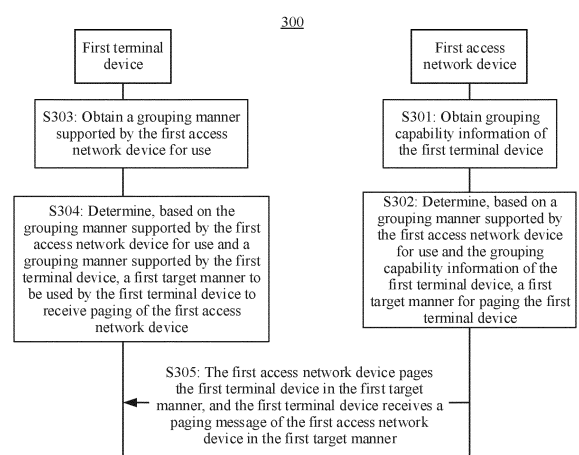 300
First terminal
device
First access
network device
S303: Obtain a grouping manner
supported by the first access
network device for use
S301: Obtain grouping
capability information of
the first terminal device
S304: Determine, based on the
grouping manner supported by the first
access network device for use and a
grouping manner supported by the first
terminal device, a first target manner to
be used by the first terminal device to
receive paging of the first access
network device
S302: Determine, based on a
grouping manner supported by
the first access network device
for use and the grouping
capability information of the
first terminal device, a first
target manner for paging the first
terminal device
S305: The first access network device pages
the first terminal device in the first target
manner, and the first terminal device receives a
paging message of the first access network
device in the first target manner